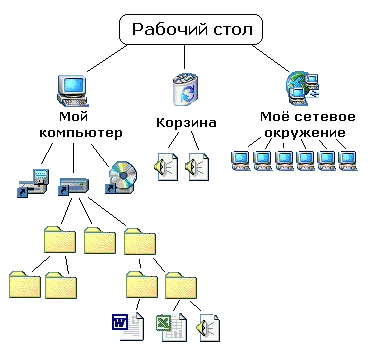 Рабочий стол
Мой
компьютер
Корзина
Моё сетевое
окружение